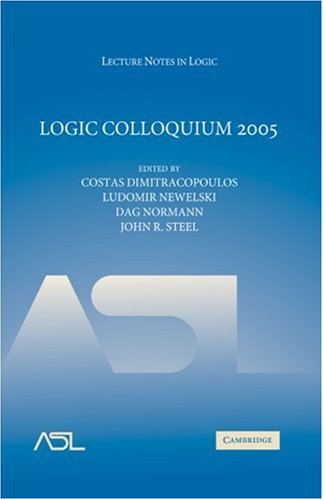 LECTURE NOTES IN LOGIC
LOGIC COLLOQUIUM 2005
EDITED BY
COSTAS DIMITRACOPOULOS
LUDOMIR NEWELSKI
DAG NORMANN
JOHN R. STEEL
ASL
ASL
CAMBRIDGE